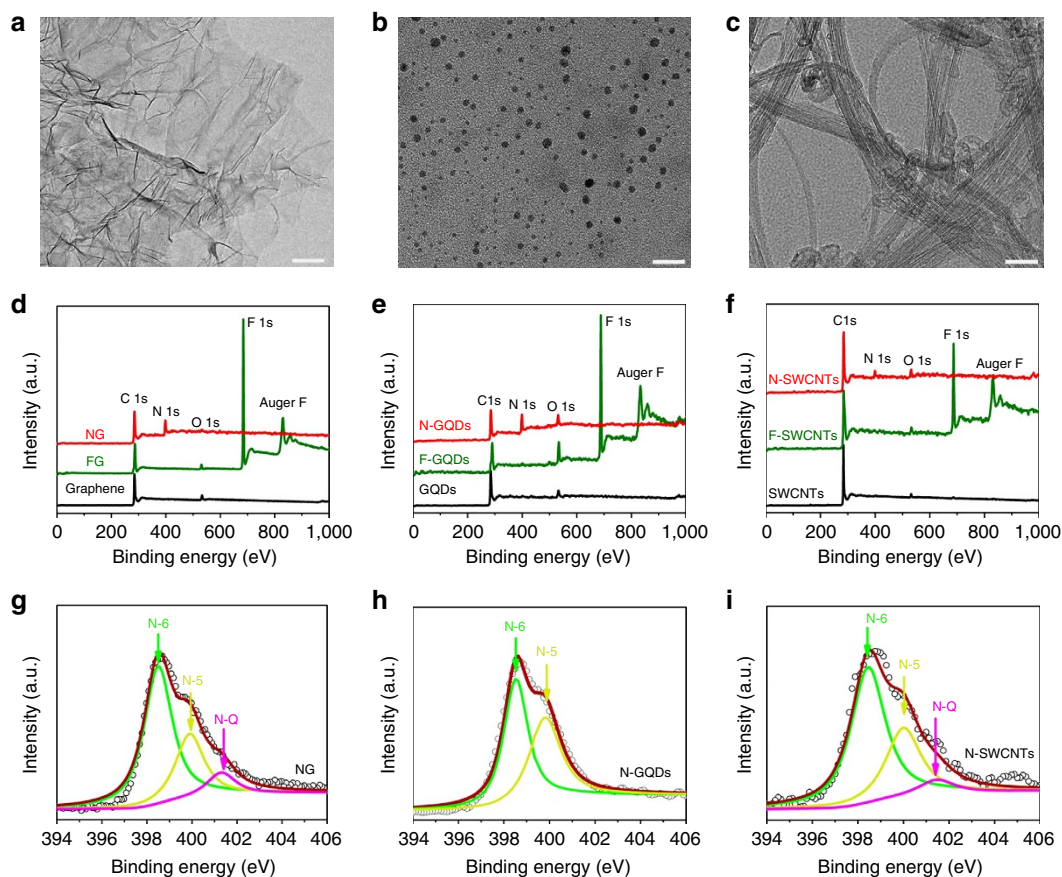 a
b
c
d
Intensity (a.u.)
F 1s
C 1s
N 1s
O 1s
Auger F
NG
FG
Graphene
0 200 400 600 800 1,000
Binding energy (eV)
e
Intensity (a.u.)
F 1s
Auger F
C1s
N 1s
O 1s
N-GQDs
F-GQDs
GQDs
0 200 400 600 800 1,000
Binding energy (eV)
f
Intensity (a.u.)
C1s
F 1s
N 1s
O 1s
Auger F
N-SWCNTs
F-SWCNTs
SWCNTs
0 200 400 600 800 1,000
Binding energy (eV)
g
Intensity (a.u.)
N-6
N-5
N-Q
NG
394 396 398 400 402 404 406
Binding energy (eV)
h
Intensity (a.u.)
N-6
N-5
N-GQDs
394 396 398 400 402 404 406
Binding energy (eV)
i
Intensity (a.u.)
N-6
N-5
N-Q
N-SWCNTs
394 396 398 400 402 404 406
Binding energy (eV)